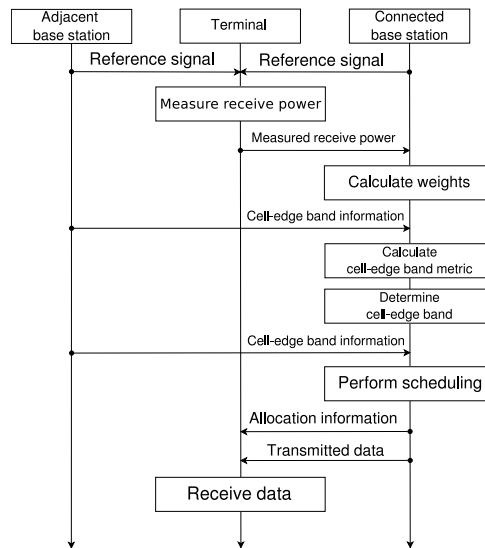 Adjacent
base station
Terminal
Connected
base station
Reference signal
Reference signal
Measure receive power
Measured receive power
Calculate weights
Cell-edge band information
Calculate
cell-edge band metric
Determine
cell-edge band
Cell-edge band information
Perform scheduling
Allocation information
Transmitted data
Receive data